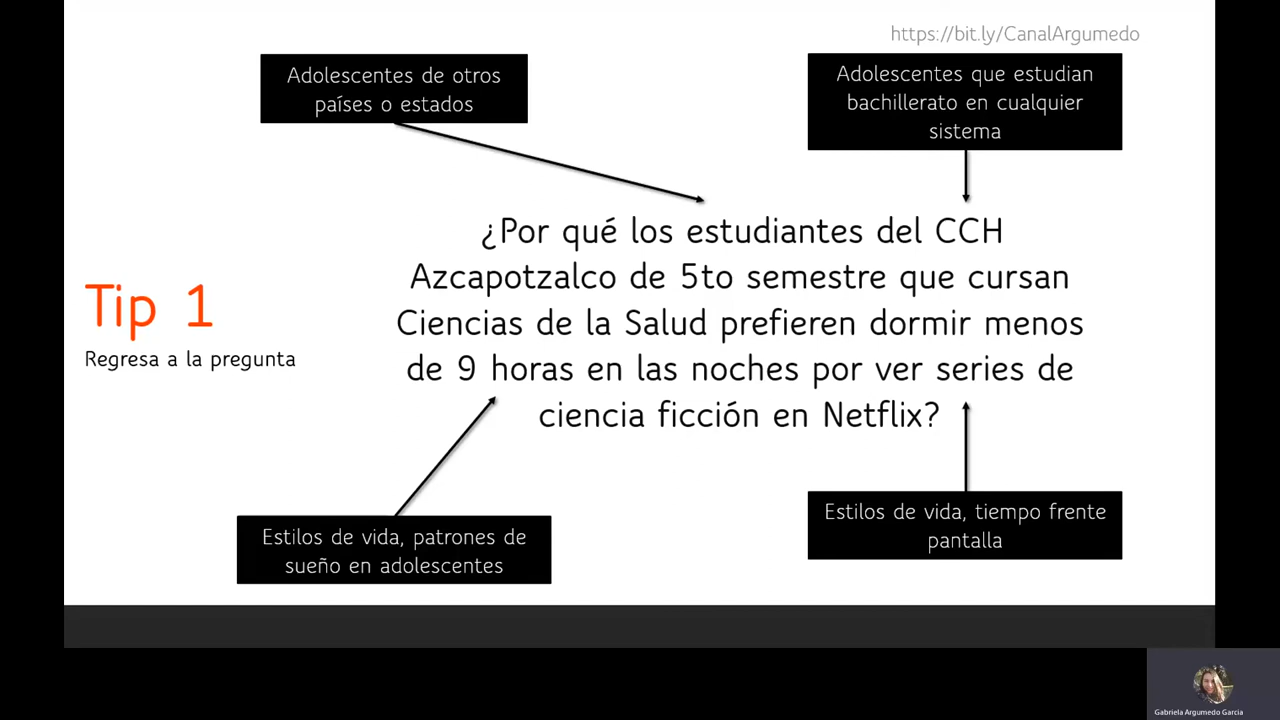 https://bit.ly/CanalArgumedo
Adolescentes de otros
países o estados
Adolescentes que estudian
bachillerato en cualquier
sistema
¿Por qué los estudiantes del CCH
Azcapotzalco de 5to semestre que cursan
Ciencias de la Salud prefieren dormir menos
de 9 horas en las noches por ver series de
ciencia ficción en Netflix?
Tip 1
Regresa a la pregunta
Estilos de vida, patrones de
sueño en adolescentes
Estilos de vida, tiempo frente
pantalla
Gabriela Argumedo Garcia